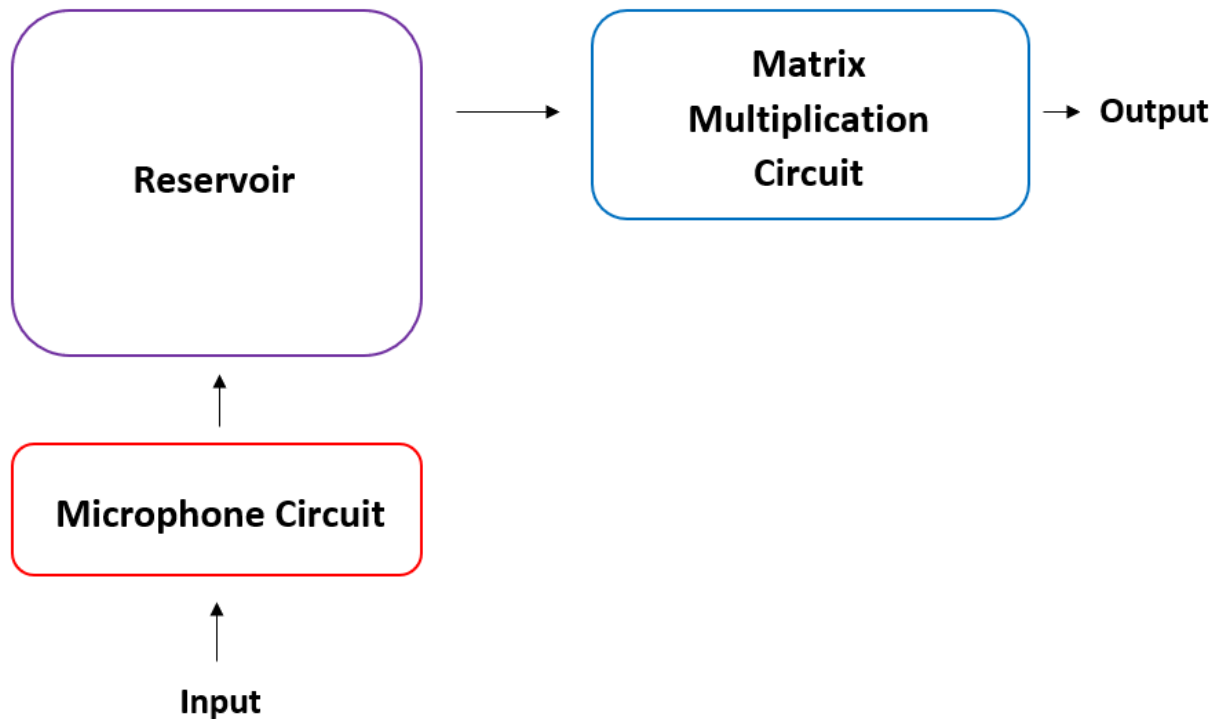 Reservoir
Matrix
Multiplication
Circuit
Output
Microphone Circuit
Input